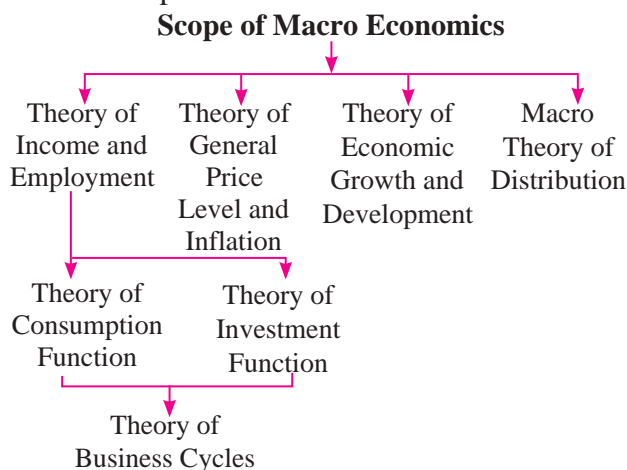 Scope of Macro Economics
Theory of
Income and
Employment
Theory of
General
Price
Level and
Inflation
Theory of
Economic
Growth and
Development
Macro
Theory of
Distribution
Theory of
Consumption
Function
Theory of
Investment
Function
Theory of
Business Cycles